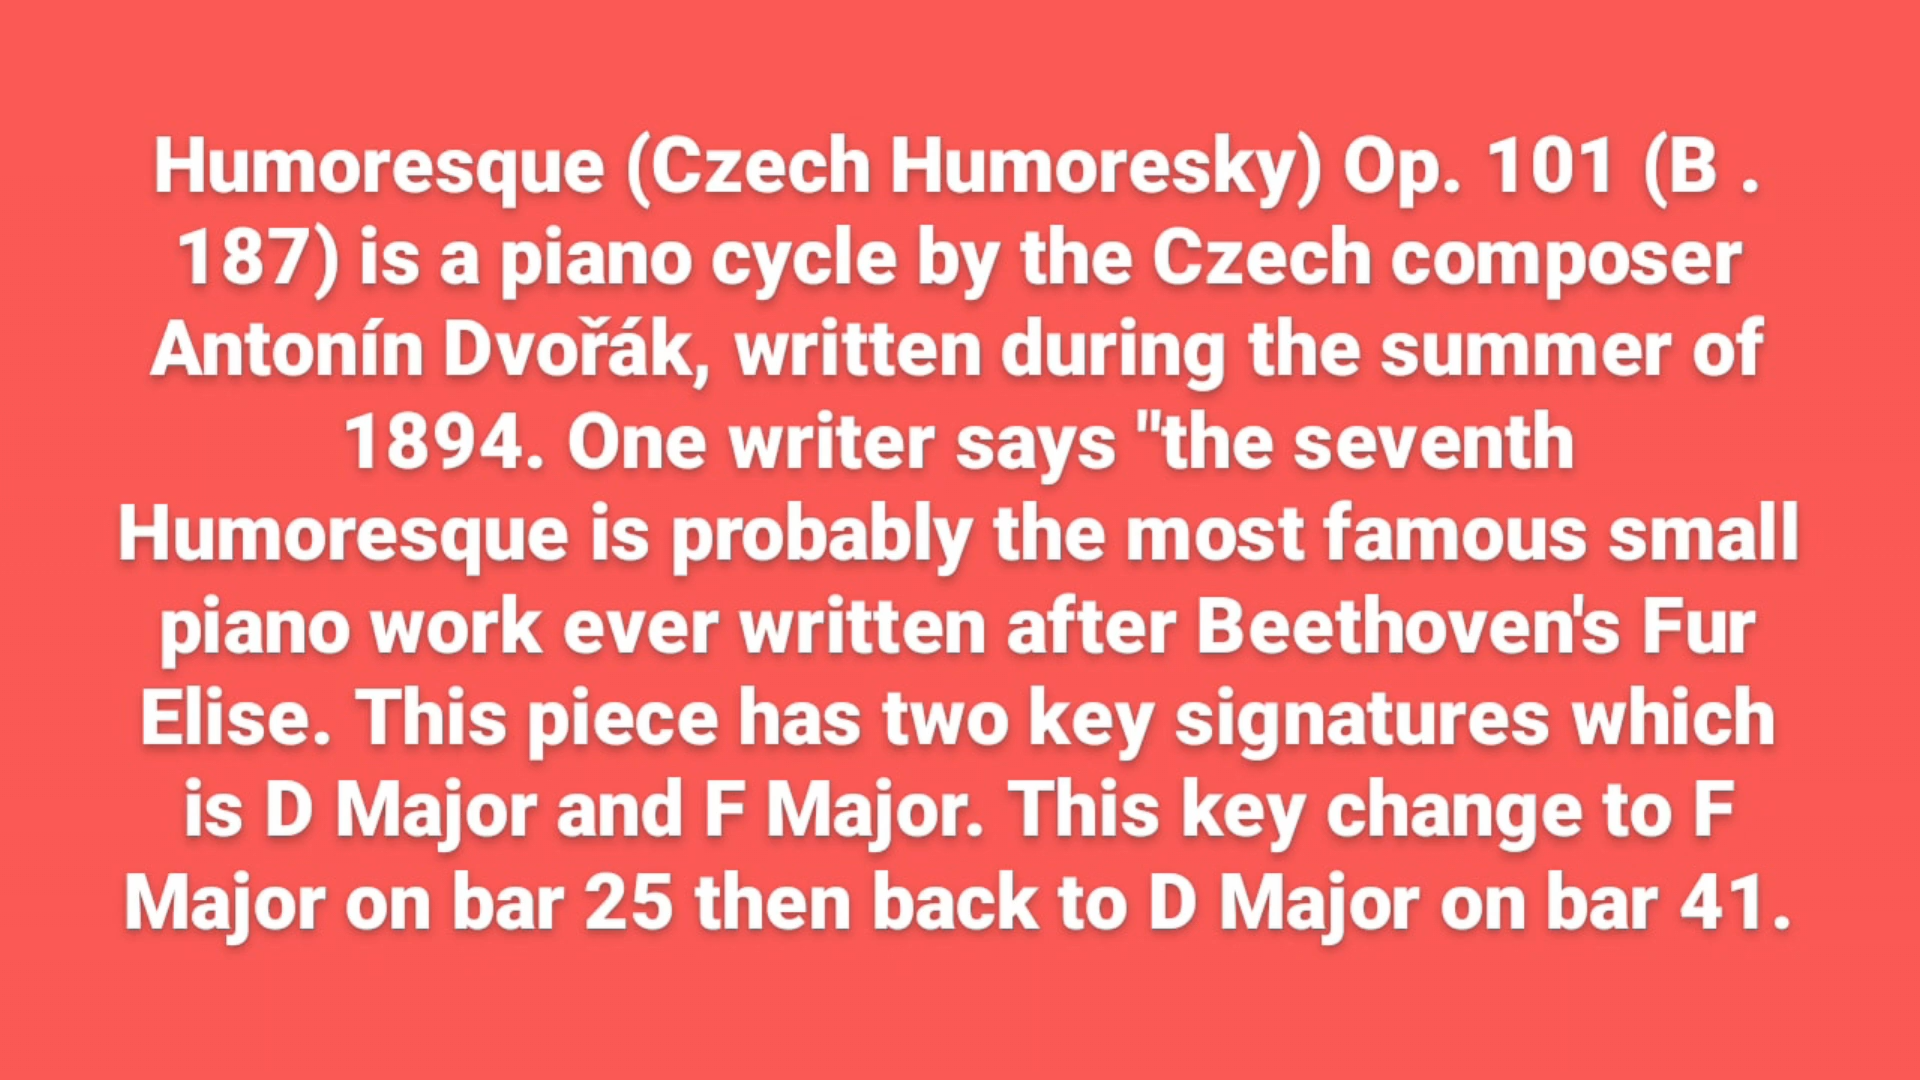 Humoresque (Czech Humoresky) Op. 101 (B .
187) is a piano cycle by the Czech composer
Antonín Dvořák, written during the summer of
1894. One writer says "the seventh
Humoresque is probably the most famous small
piano work ever written after Beethoven's Fur
Elise. This piece has two key signatures which
is D Major and F Major. This key change to F
Major on bar 25 then back to D Major on bar 41.